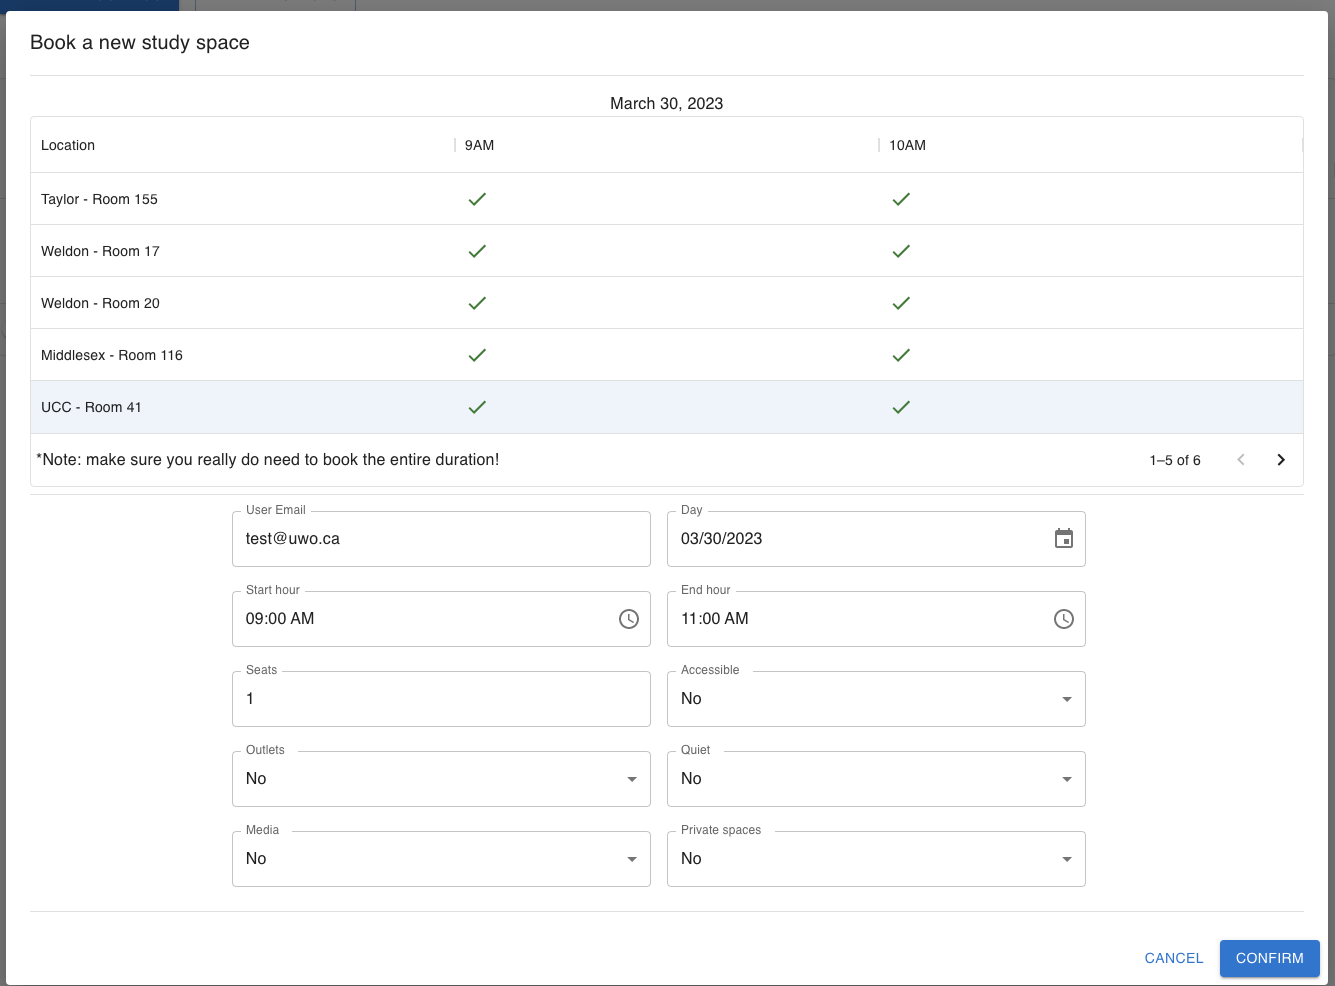 Book a new study space
March 30, 2023
Location 9AM 10AM
Taylor - Room 155
Weldon - Room 17
Weldon - Room 20
Middlesex - Room 116
UCC - Room 41
*Note: make sure you really do need to book the entire duration! 1–5 of 6
User Email Day
test@uwo.ca 03/30/2023
Start hour End hour
09:00 AM 11:00 AM
Seats Accessible
1 No
Outlets Quiet
No No
Media Private spaces
No No
CANCEL CONFIRM